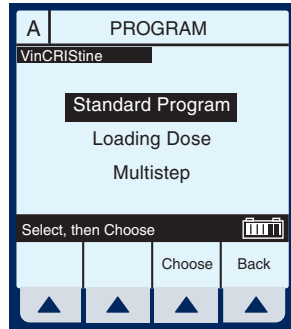 A PROGRAM
VinCRIStine
Standard Program
Loading Dose
Multistep
Select, then Choose
Choose Back